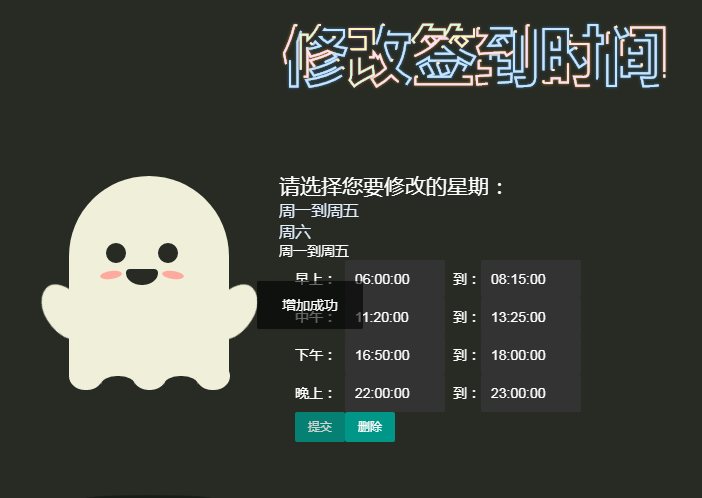 修改签到时间
请选择您要修改的星期：
周一到周五
周六
周一到周五
早上： 06:00:00 到： 08:15:00
增加成功
中午： 11:20:00 到： 13:25:00
下午： 16:50:00 到： 18:00:00
晚上： 22:00:00 到： 23:00:00
提交 删除